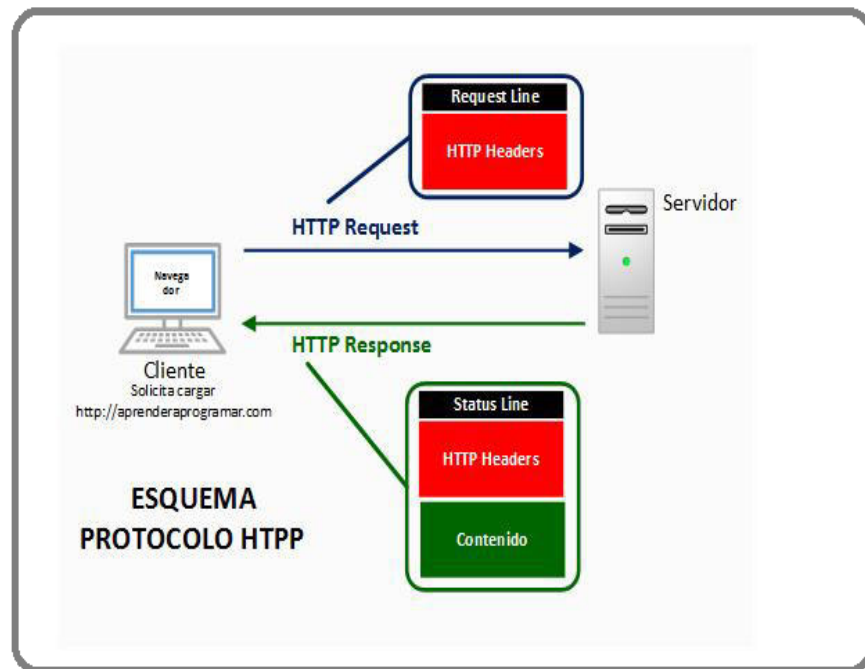 Request Line
HTTP Headers
Servidor
HTTP Request
Navega
dor
HTTP Response
Cliente
Solicita cargar
http://aprenderaprogramar.com
Status Line
HTTP Headers
Contenido
ESQUEMA
PROTOCOLO HTPP